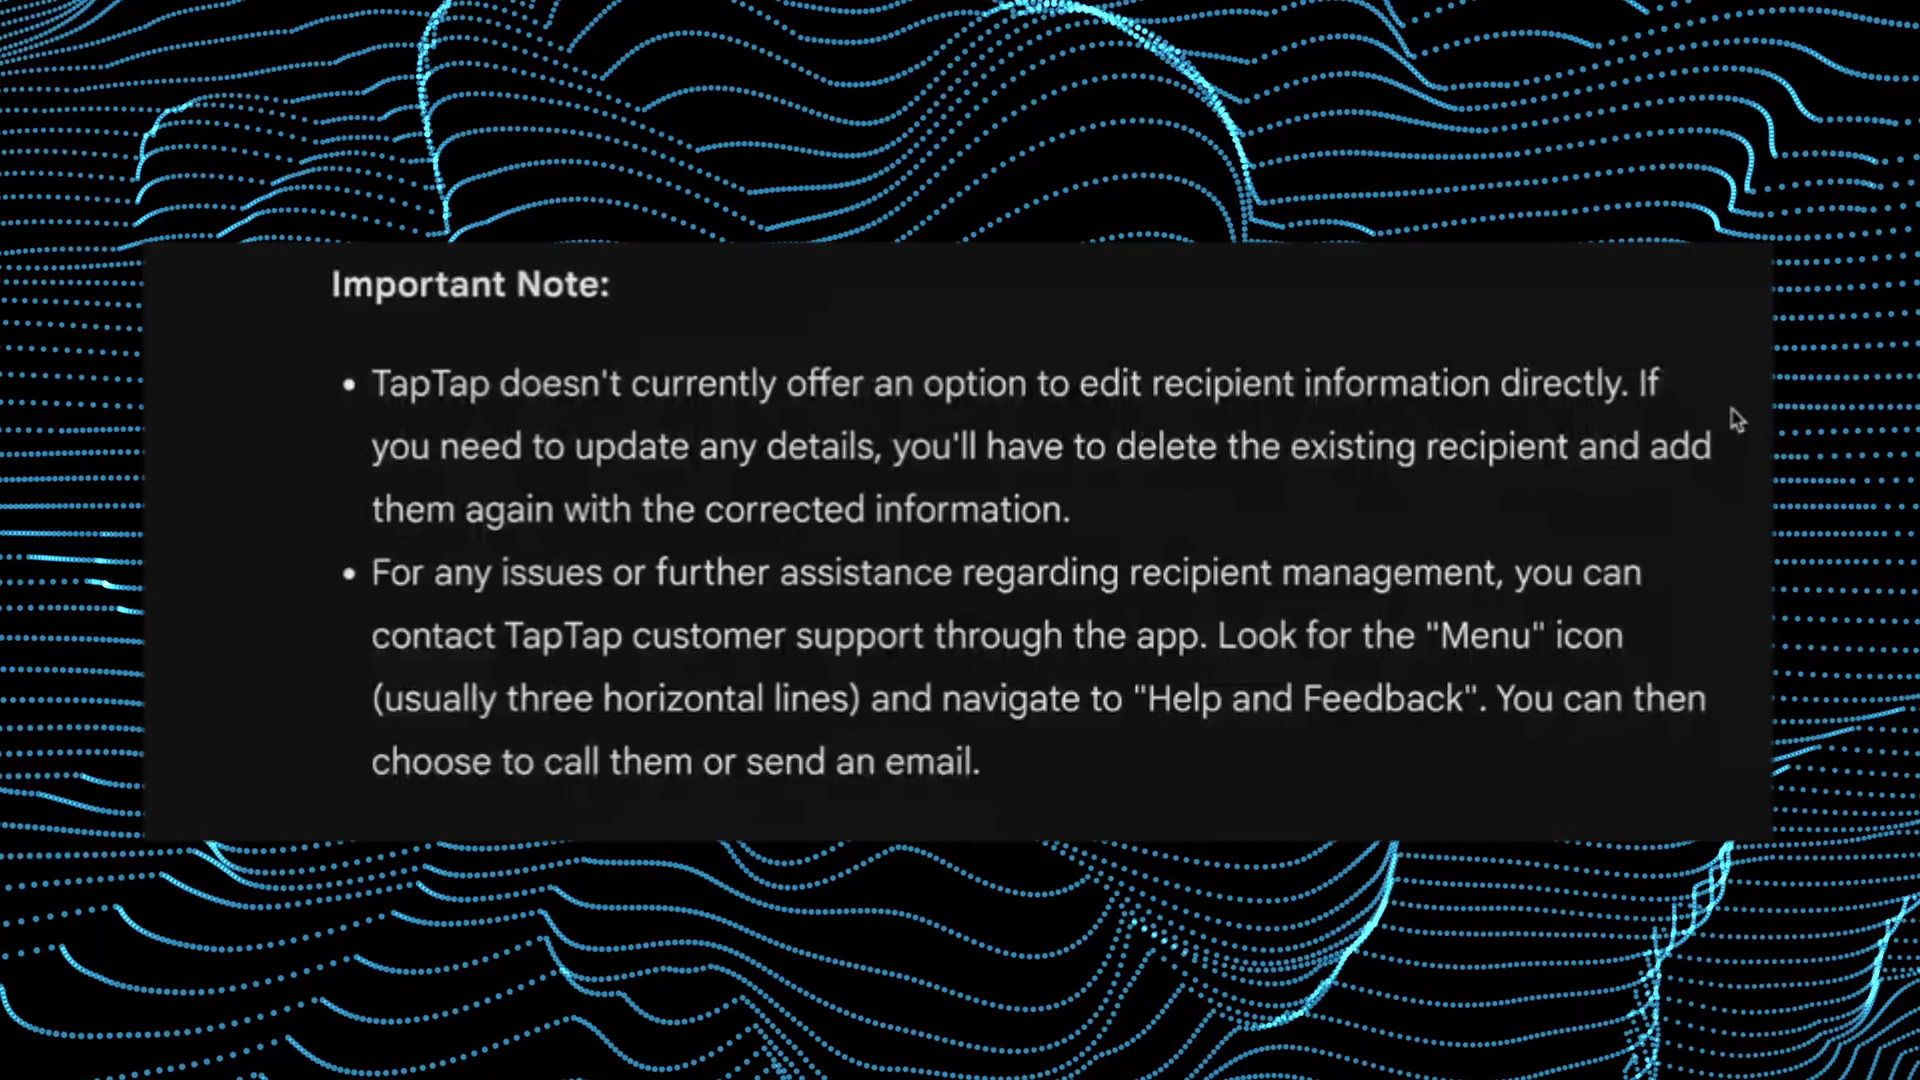 Important Note:
• TapTap doesn't currently offer an option to edit recipient information directly. If
you need to update any details, you'll have to delete the existing recipient and add
them again with the corrected information.
• For any issues or further assistance regarding recipient management, you can
contact TapTap customer support through the app. Look for the "Menu" icon
(usually three horizontal lines) and navigate to "Help and Feedback". You can then
choose to call them or send an email.